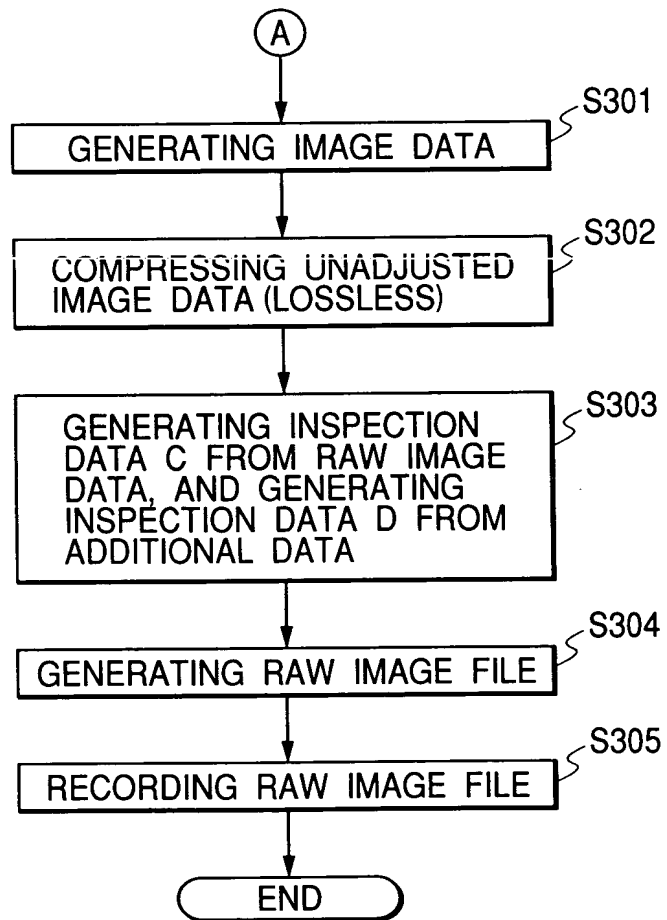 A
S301
GENERATING IMAGE DATA
S302
COMPRESSING UNADJUSTED
IMAGE DATA (LOSSLESS)
S303
GENERATING INSPECTION
DATA C FROM RAW IMAGE
DATA, AND GENERATING
INSPECTION DATA D FROM
ADDITIONAL DATA
S304
GENERATING RAW IMAGE FILE
S305
RECORDING RAW IMAGE FILE
END